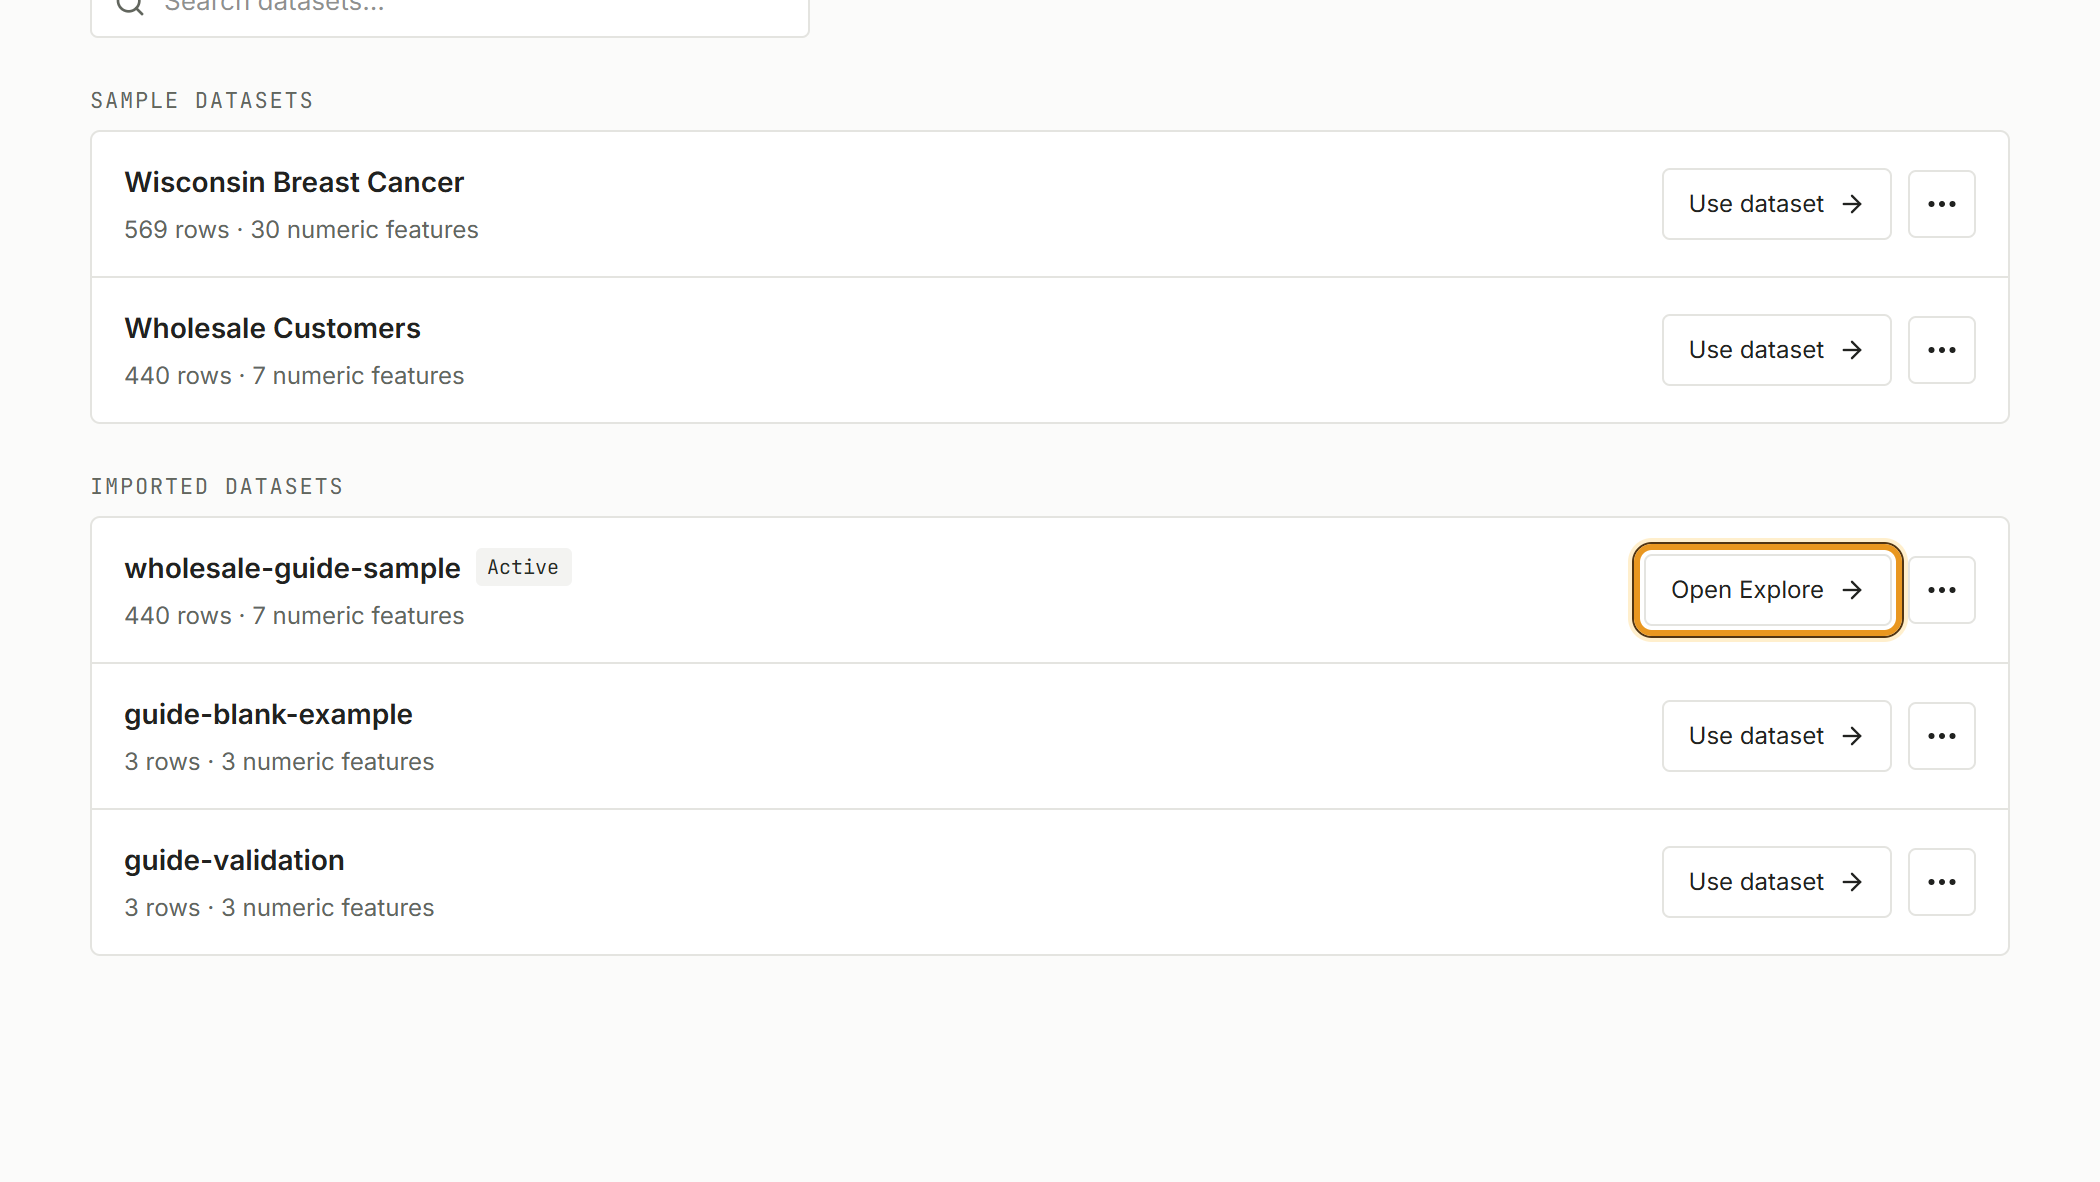 Search datasets...
SAMPLE DATASETS
Wisconsin Breast Cancer
569 rows · 30 numeric features
Use dataset →
Wholesale Customers
440 rows · 7 numeric features
Use dataset →
IMPORTED DATASETS
wholesale-guide-sample Active
440 rows · 7 numeric features
Open Explore →
guide-blank-example
3 rows · 3 numeric features
Use dataset →
guide-validation
3 rows · 3 numeric features
Use dataset →